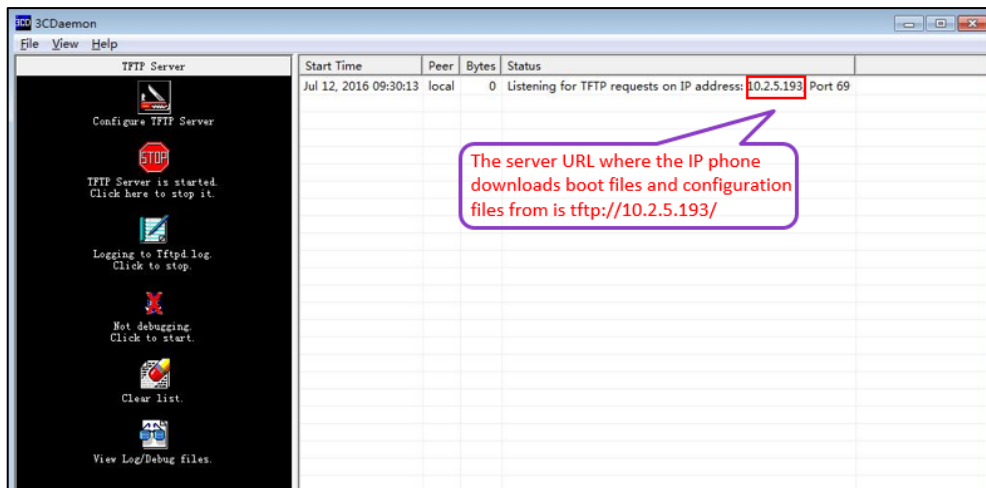 3CD 3CDaemon
File View Help
TFTP Server
Configure TFTP Server
STOP
TFTP Server is started.
Click here to stop it.
Logging to Tftpd.log.
Click to stop.
Not debugging.
Click to start.
Clear list.
View Log/Debug files.
Start Time Peer Bytes Status
Jul 12, 2016 09:30:13 local 0 Listening for TFTP requests on IP address: 10.2.5.193, Port 69
The server URL where the IP phone
downloads boot files and configuration
files from is tftp://10.2.5.193/